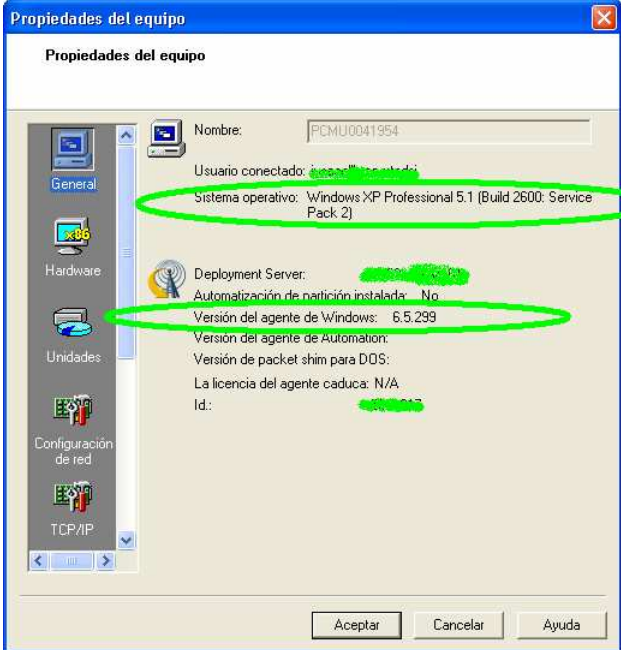 Propiedades del equipo
Propiedades del equipo
General
x86
Hardware
Unidades
Configuración
de red
TCP/IP
Nombre: PCMU0041954
Usuario conectado:
Sistema operativo: Windows XP Professional 5.1 (Build 2600: Service
Pack 2)
Deployment Server:
Automatización de partición instalada: No
Versión del agente de Windows: 6.5.299
Versión del agente de Automation:
Versión de packet shim para DOS:
La licencia del agente caduca: N/A
Id.:
Aceptar
Cancelar
Ayuda